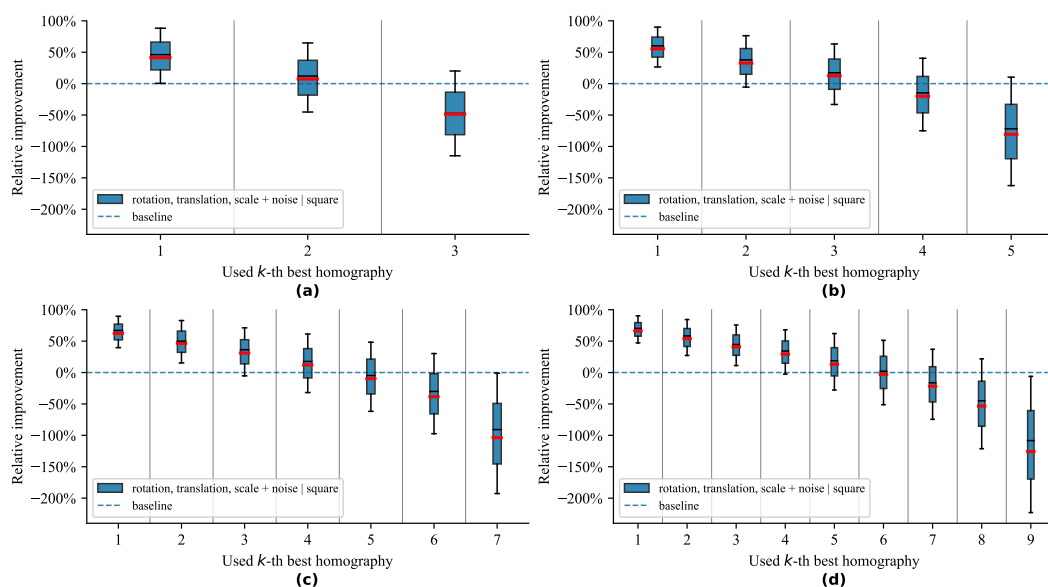 100%
50%
0%
−50%
−100%
−150%
−200%
Relative improvement
rotation, translation, scale + noise | square
baseline
1 2 3
Used k-th best homography
(a)
100%
50%
0%
−50%
−100%
−150%
−200%
Relative improvement
rotation, translation, scale + noise | square
baseline
1 2 3 4 5
Used k-th best homography
(b)
100%
50%
0%
−50%
−100%
−150%
−200%
Relative improvement
rotation, translation, scale + noise | square
baseline
1 2 3 4 5 6 7
Used k-th best homography
(c)
100%
50%
0%
−50%
−100%
−150%
−200%
Relative improvement
rotation, translation, scale + noise | square
baseline
1 2 3 4 5 6 7 8 9
Used k-th best homography
(d)